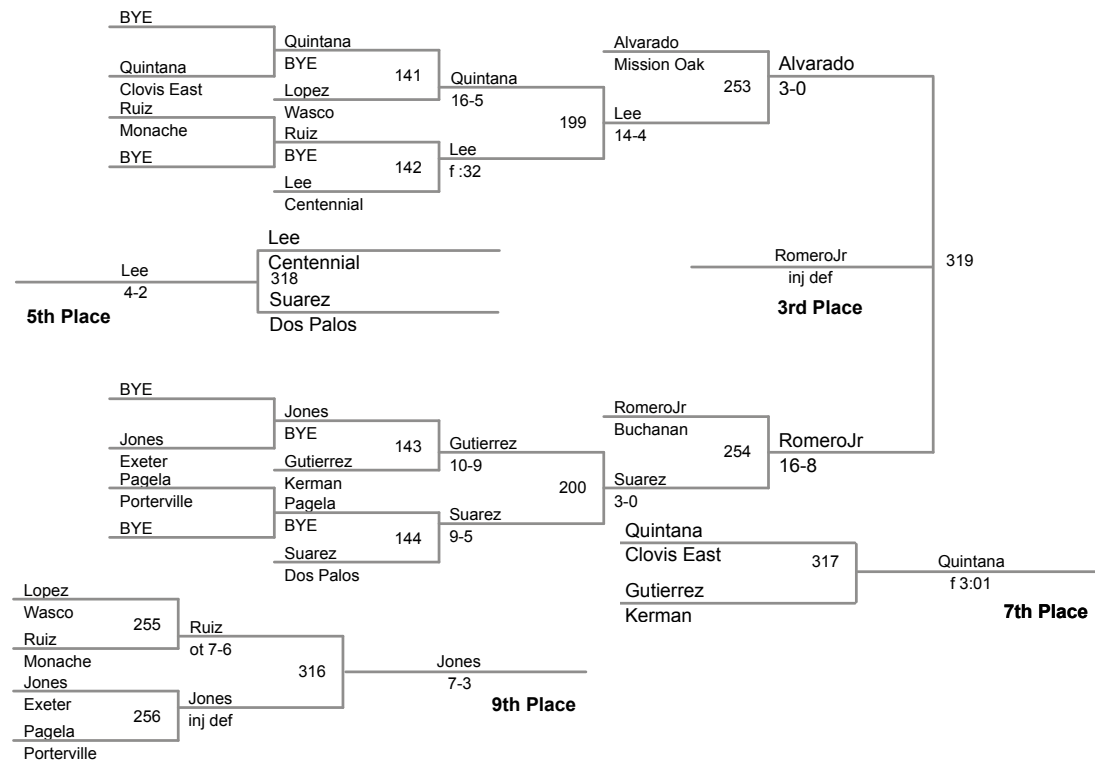 BYE
Quintana
Clovis East
Ruiz
Monache
BYE
Quintana
BYE
141
Lopez
Wasco
Ruiz
BYE
142
Lee
Centennial
Quintana
16-5
199
Lee
f :32
Alvarado
Mission Oak
253
Lee
14-4
Alvarado
3-0
Lee
4-2
5th Place
Lee
Centennial
318
Suarez
Dos Palos
RomeroJr
inj def
3rd Place
319
BYE
Jones
Exeter
Pagela
Porterville
BYE
Jones
BYE
143
Gutierrez
Kerman
Pagela
BYE
144
Suarez
Dos Palos
Gutierrez
10-9
200
Suarez
9-5
RomeroJr
Buchanan
254
Suarez
3-0
RomeroJr
16-8
Quintana
Clovis East
317
Gutierrez
Kerman
Quintana
f 3:01
7th Place
Lopez
Wasco
255
Ruiz
Monache
Jones
Exeter
256
Pagela
Porterville
Ruiz
ot 7-6
316
Jones
inj def
Jones
7-3
9th Place